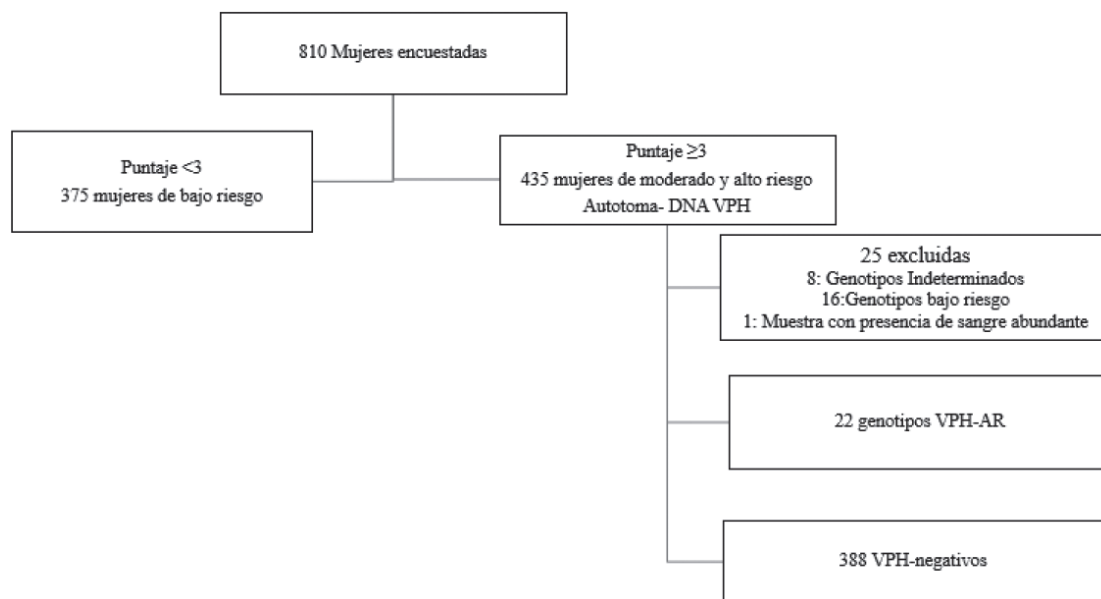 810 Mujeres encuestadas
Puntaje <3
375 mujeres de bajo riesgo
Puntaje ≥3
435 mujeres de moderado y alto riesgo
Autotoma- DNA VPH
25 excluidas
8: Genotipos Indeterminados
16:Genotipos bajo riesgo
1: Muestra con presencia de sangre abundante
22 genotipos VPH-AR
388 VPH-negativos